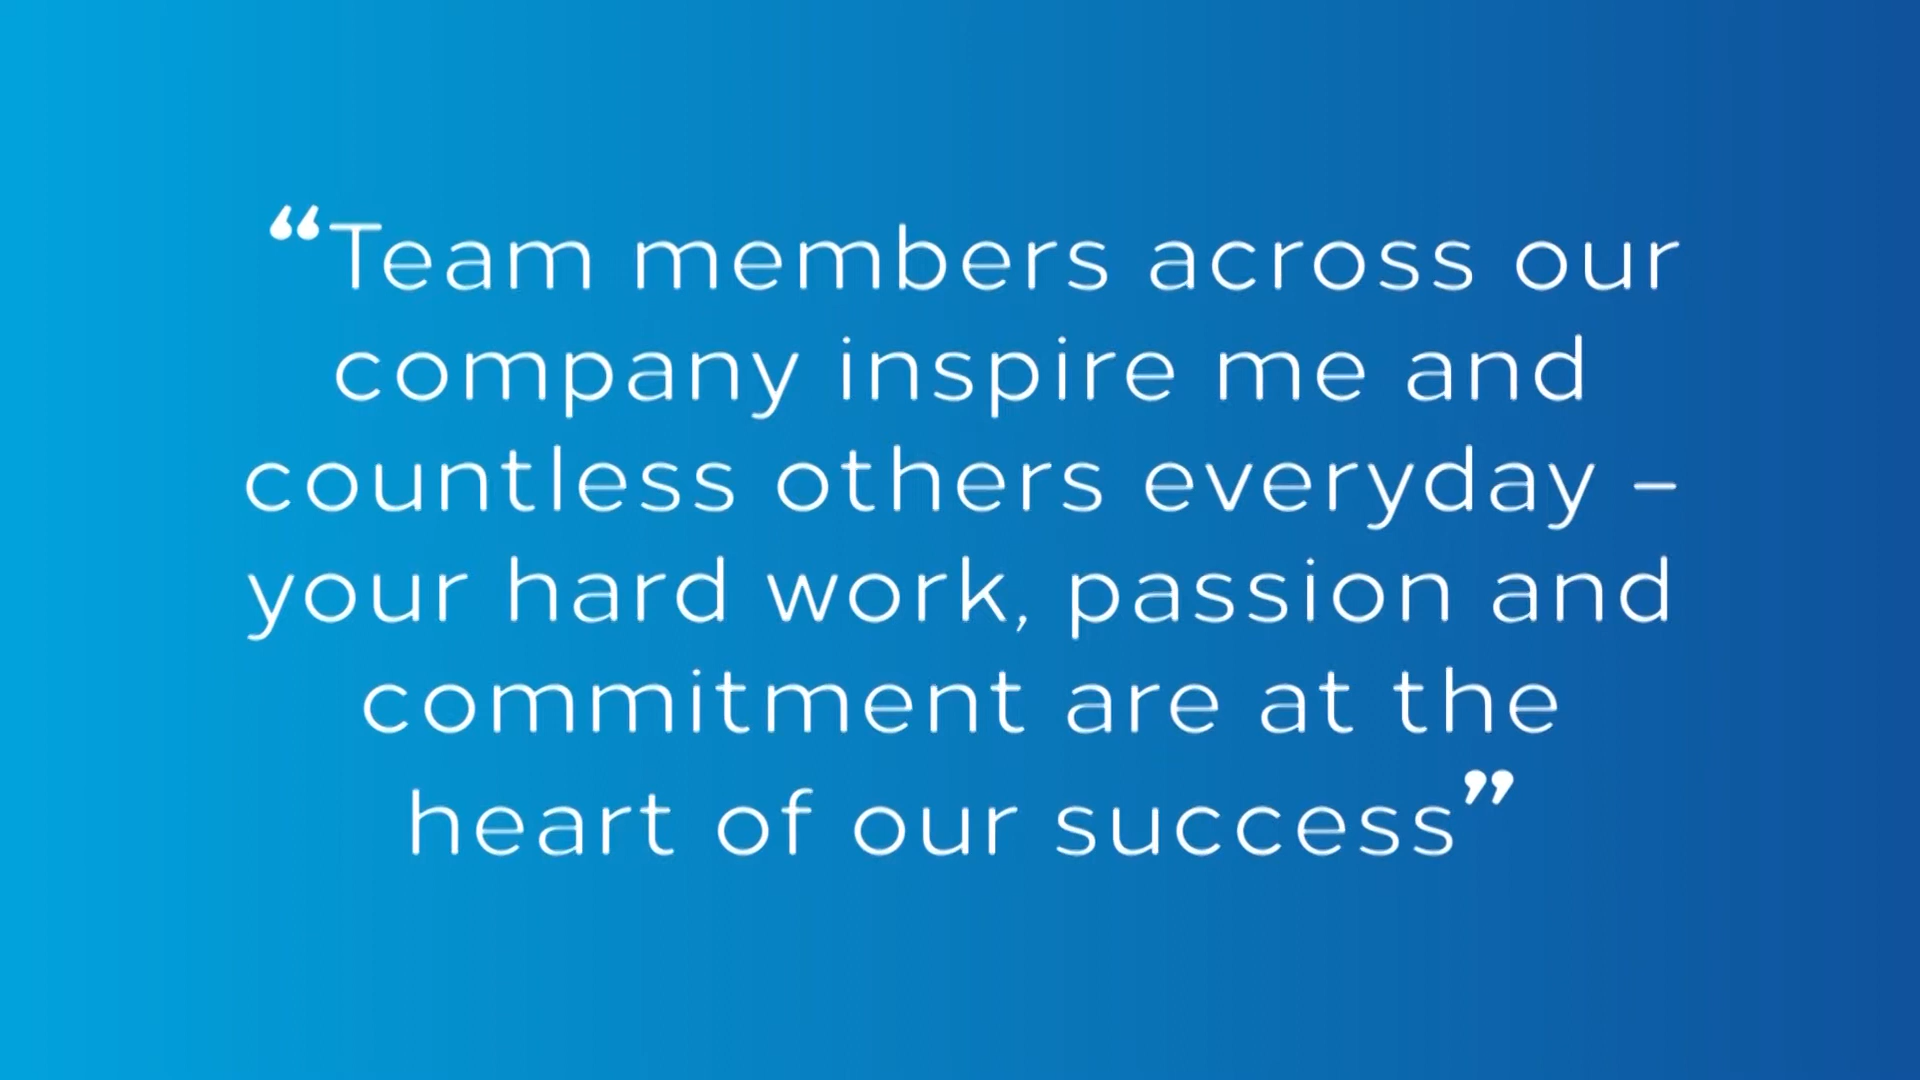 “Team members across our
company inspire me and
countless others everyday –
your hard work, passion and
commitment are at the
heart of our success”